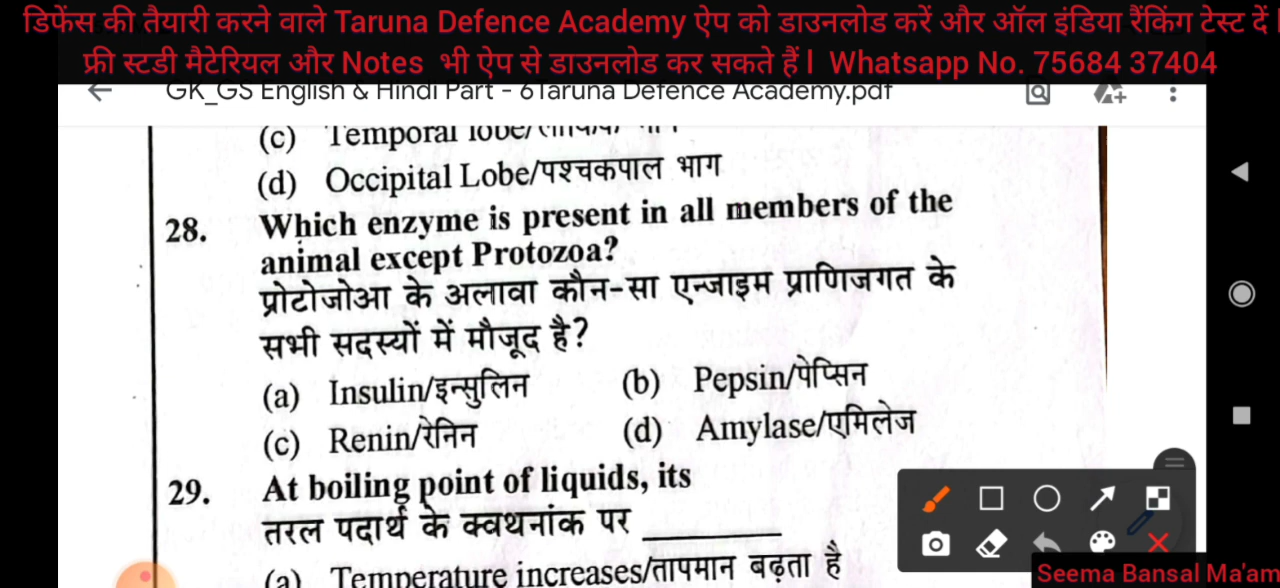 डिफेंस की तैयारी करने वाले Taruna Defence Academy ऐप को डाउनलोड करें और ऑल इंडिया रैंकिंग टेस्ट दें l
फ्री स्टडी मैटेरियल और Notes भी ऐप से डाउनलोड कर सकते हैं l Whatsapp No. 75684 37404
GK_GS English & Hindi Part - 6Taruna Defence Academy.pdf
(c) Temporal lobe/
(d) Occipital Lobe/पश्चकपाल भाग
28. Which enzyme is present in all members of the
animal except Protozoa?
प्रोटोजोआ के अलावा कौन-सा एन्जाइम प्राणिजगत के
सभी सदस्यों में मौजूद है?
(a) Insulin/इन्सुलिन (b) Pepsin/पेप्सिन
(c) Renin/रेनिन (d) Amylase/एमिलेज
29. At boiling point of liquids, its
तरल पदार्थ के क्वथनांक पर ________
(a) Temperature increases/तापमान बढ़ता है
Seema Bansal Ma'am